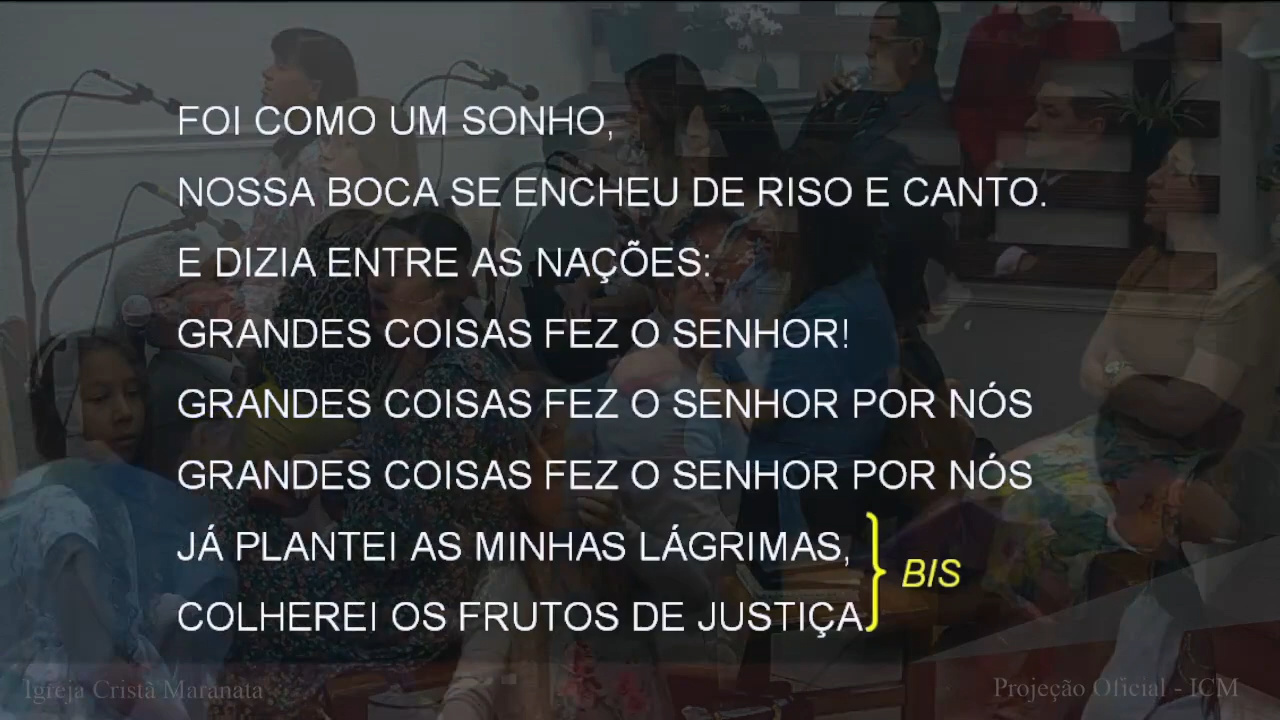 FOI COMO UM SONHO,
NOSSA BOCA SE ENCHEU DE RISO E CANTO.
E DIZIA ENTRE AS NAÇÕES:
GRANDES COISAS FEZ O SENHOR!
GRANDES COISAS FEZ O SENHOR POR NÓS
GRANDES COISAS FEZ O SENHOR POR NÓS
JÁ PLANTEI AS MINHAS LÁGRIMAS,
COLHEREI OS FRUTOS DE JUSTIÇA
BIS
Igreja Cristã Maranata
Projeção Oficial - ICM